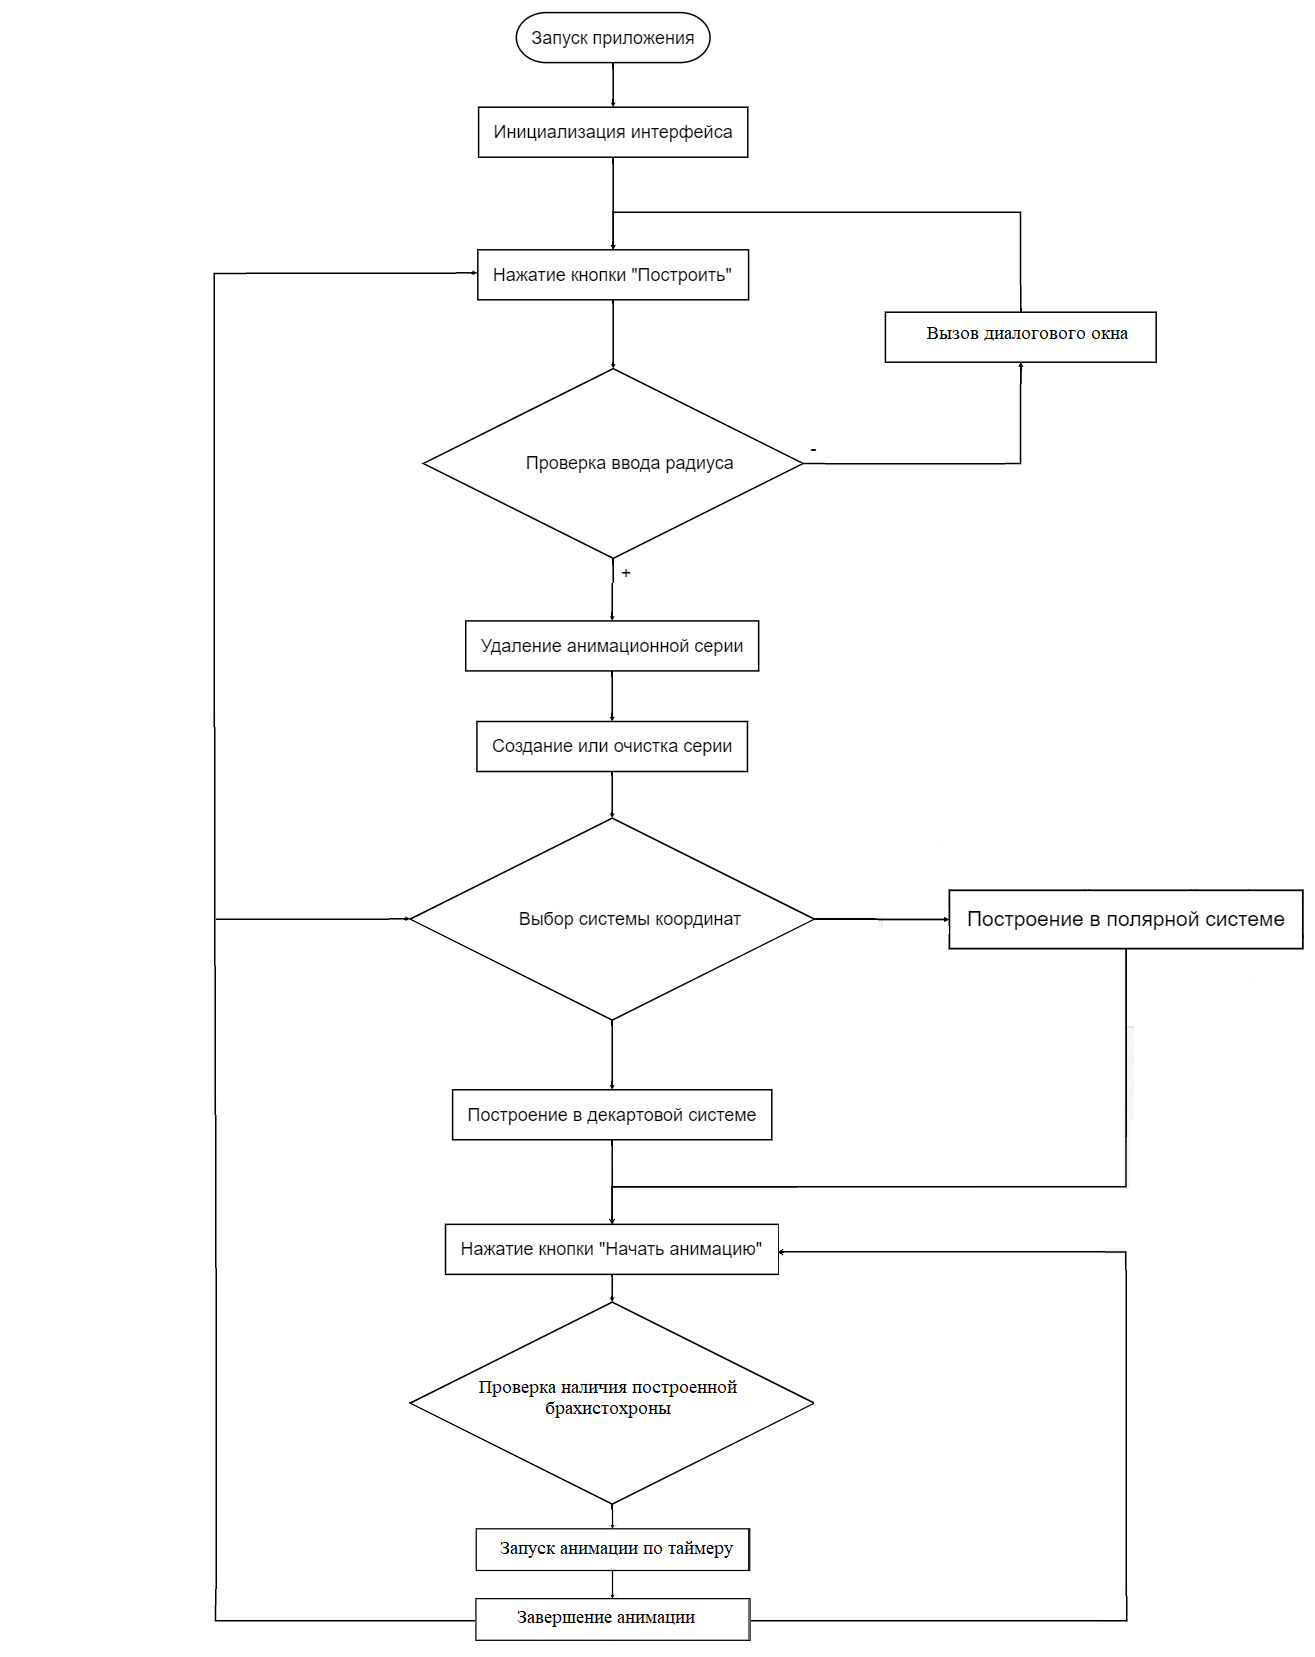 Запуск приложения
Инициализация интерфейса
Нажатие кнопки "Построить"
Вызов диалогового окна
-
Проверка ввода радиуса
+
Удаление анимационной серии
Создание или очистка серии
Выбор системы координат
Построение в полярной системе
Построение в декартовой системе
Нажатие кнопки "Начать анимацию"
Проверка наличия построенной
брахистохроны
Запуск анимации по таймеру
Завершение анимации